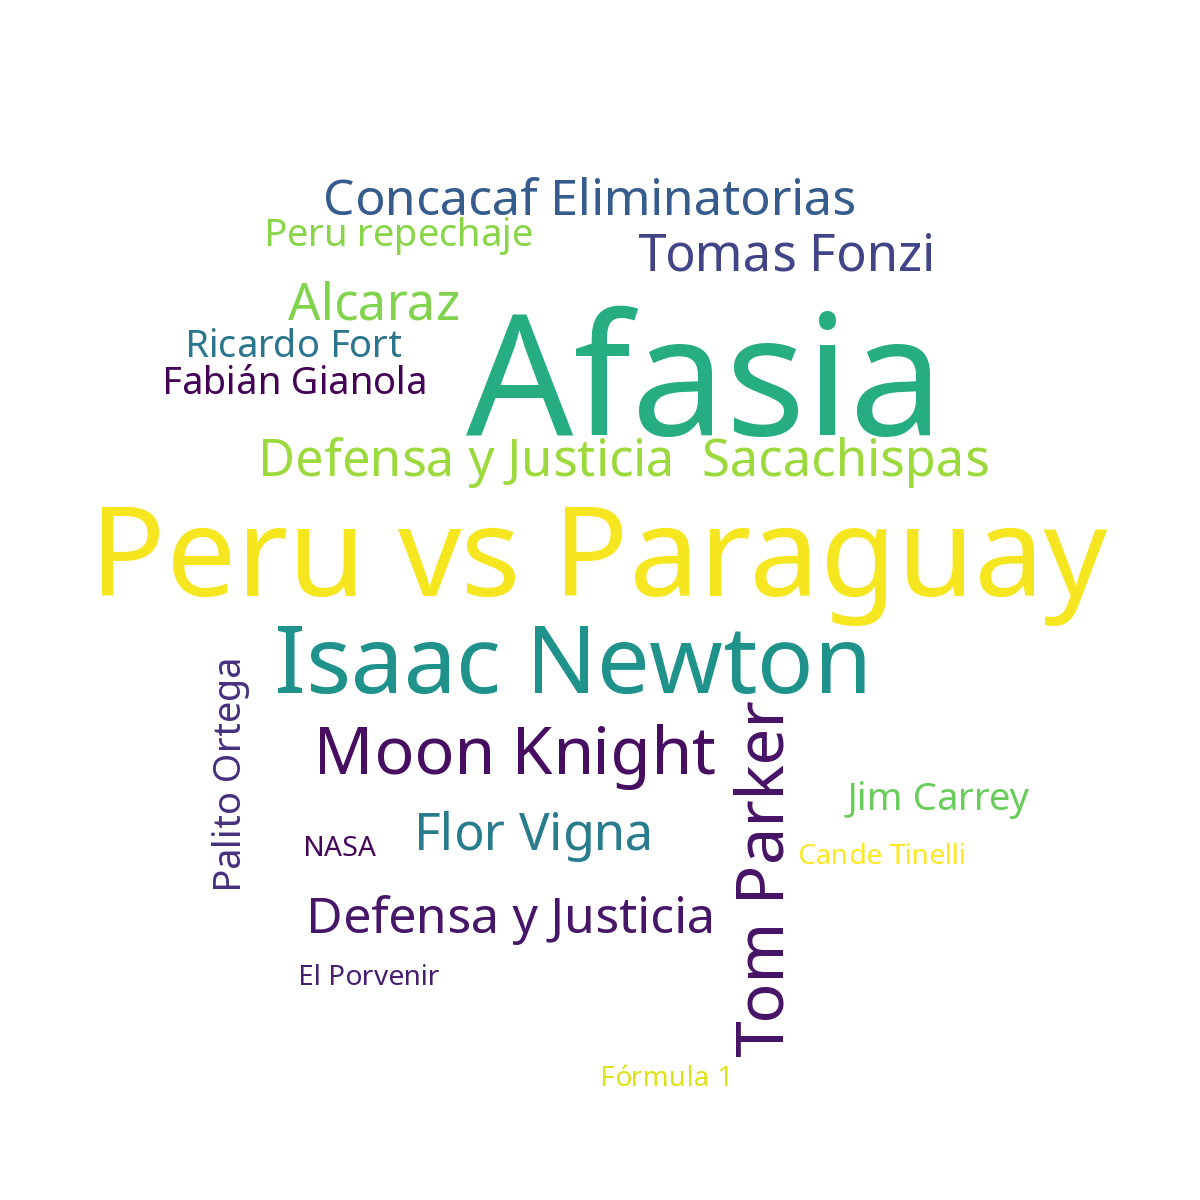 Concacaf Eliminatorias
Peru repechaje
Tomas Fonzi
Alcaraz
Afasia
Ricardo Fort
Fabián Gianola
Defensa y Justicia  Sacachispas
Peru vs Paraguay
Isaac Newton
Palito Ortega
Moon Knight
Tom Parker
Jim Carrey
Flor Vigna
NASA
Cande Tinelli
Defensa y Justicia
El Porvenir
Fórmula 1